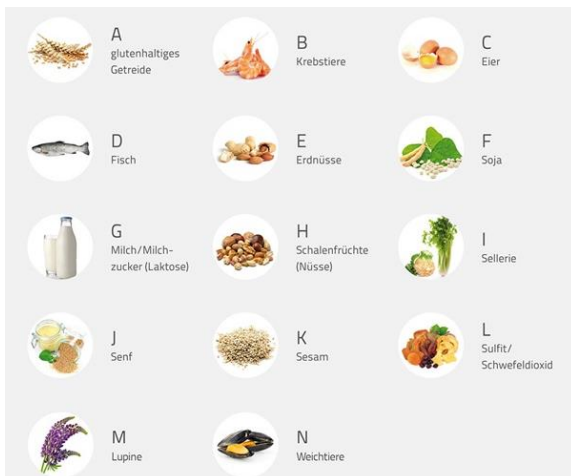 A
glutenhaltiges
Getreide
B
Krebstiere
C
Eier
D
Fisch
E
Erdnüsse
F
Soja
G
Milch/Milch-
zucker (Laktose)
H
Schalenfrüchte
(Nüsse)
I
Sellerie
J
Senf
K
Sesam
L
Sulfit/
Schwefeldioxid
M
Lupine
N
Weichtiere